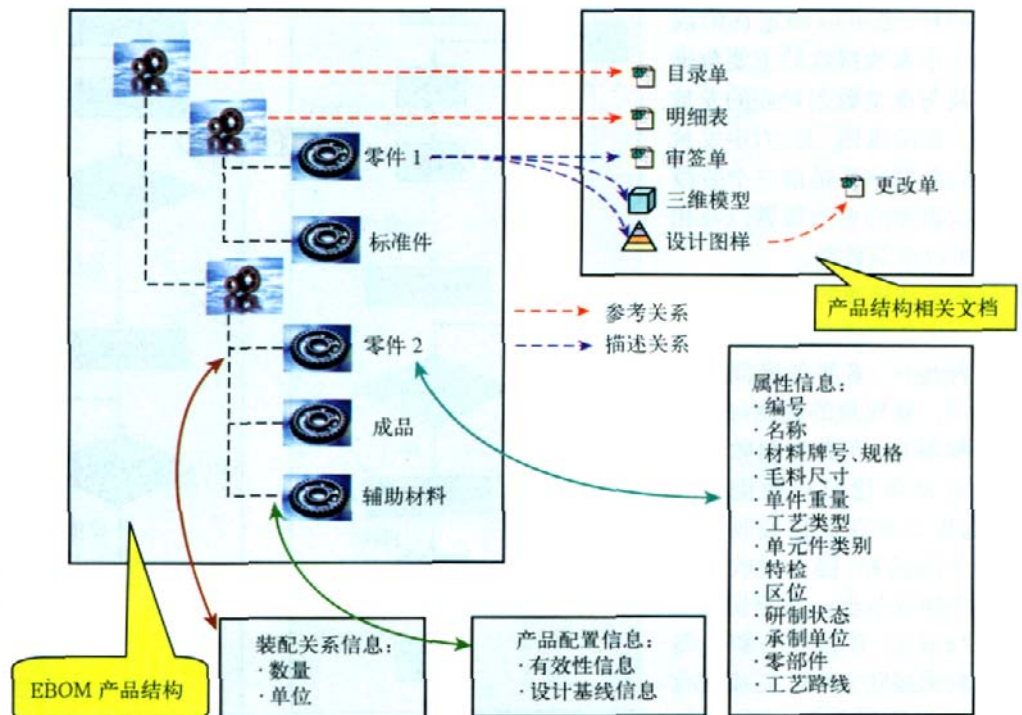 目录单
明细表
零件 1
审签单
三维模型
更改单
标准件
设计图样
产品结构相关文档
参考关系
零件 2
描述关系
成品
辅助材料
属性信息：
· 编号
· 名称
· 材料牌号、规格
· 毛料尺寸
· 单件重量
· 工艺类型
· 单元件类别
· 特检
· 区位
· 研制状态
· 承制单位
· 零部件
· 工艺路线
EBOM 产品结构
装配关系信息：
· 数量
· 单位
产品配置信息：
· 有效性信息
· 设计基线信息